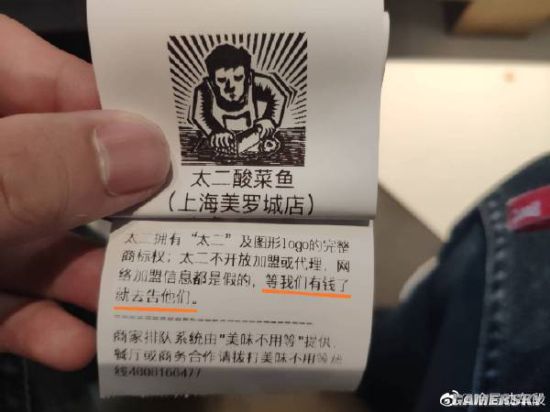 太二酸菜鱼
(上海美罗城店)
太二拥有“太二”及图形logo的完整
商标权；太二不开放加盟或代理，网
络加盟信息都是假的，等我们有钱了
就去告他们。
商家排队系统由"美味不用等"提供，
餐厅或商务合作请拨打美味不用等热
线4000166477
GAMERSKY